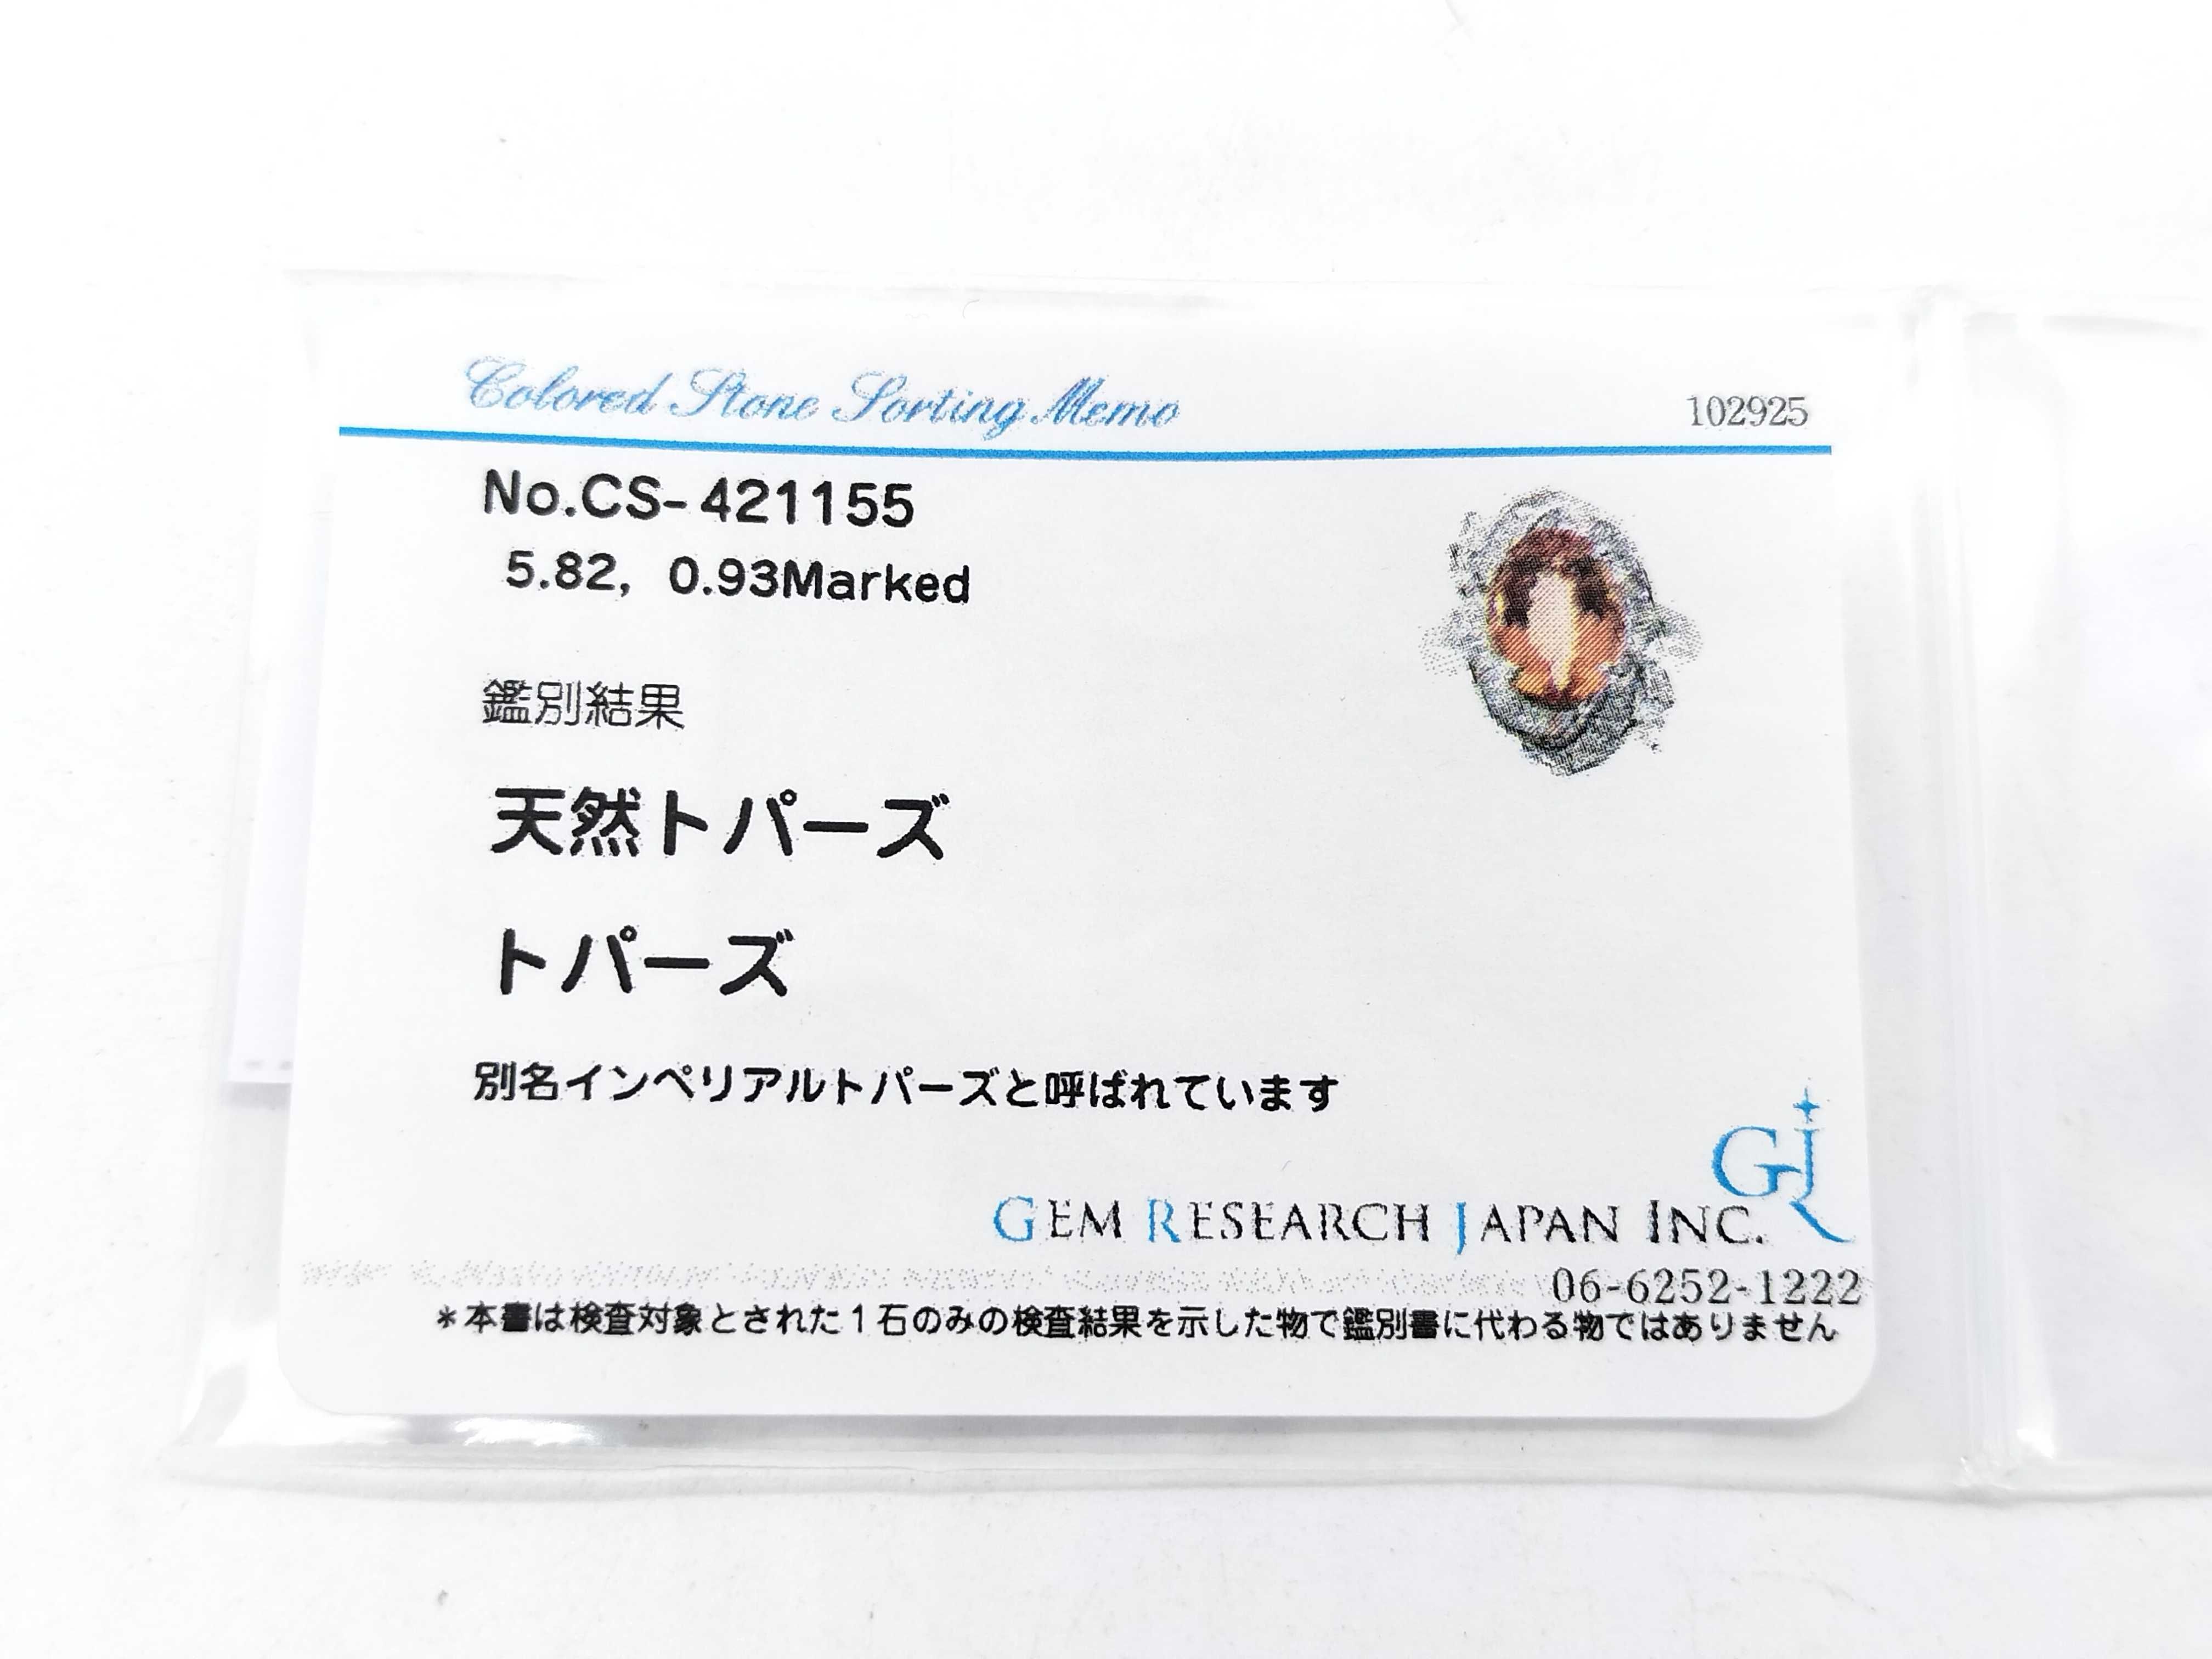 Colored Stone Sorting Memo
102925
No.CS-421155
5.82, 0.93Marked
鑑別結果
天然トパーズ
トパーズ
別名インペリアルトパーズと呼ばれています
GJR
GEM RESEARCH JAPAN INC.
06-6252-1222
*本書は検査対象とされた1石のみの検査結果を示した物で鑑別書に代わる物ではありません